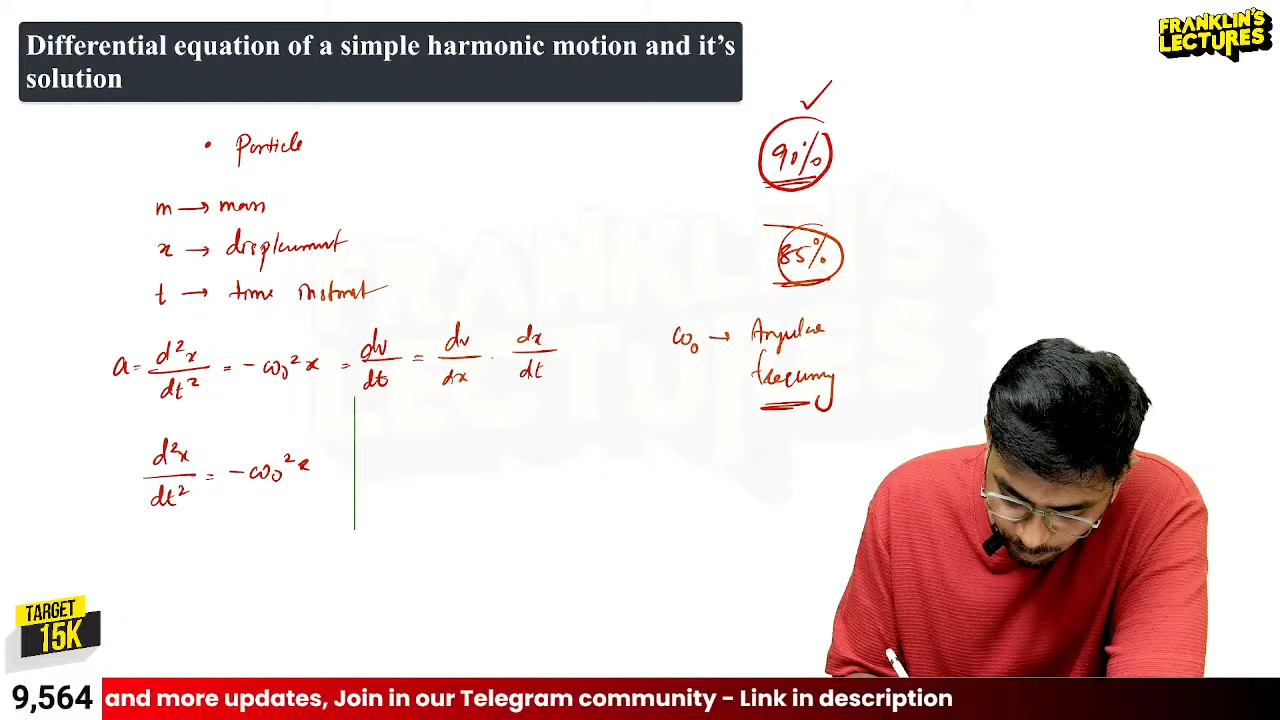 Differential equation of a simple harmonic motion and it's
solution
FRANKLIN'S
LECTURES
• Particle
m → mass
x → displacement
t → time instant
a = d²x/dt² = -ω₀²x = dv/dt = dv/dx . dx/dt
d²x/dt² = -ω₀²x
✓
90%
85%
ω₀ → Angular
frequency
FRANKLIN'S
LECTURES
TARGET
15K
9,564 and more updates, Join in our Telegram community - Link in description